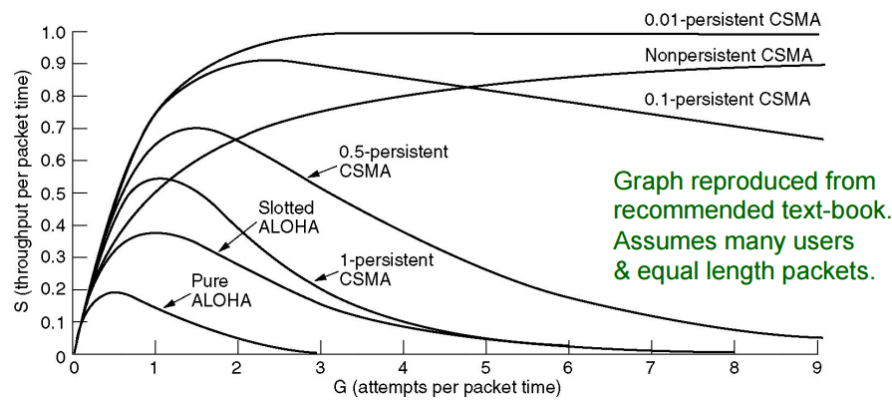 0.01-persistent CSMA
Nonpersistent CSMA
0.1-persistent CSMA
0.5-persistent
CSMA
Slotted
ALOHA
1-persistent
CSMA
Pure
ALOHA
Graph reproduced from
recommended text-book.
Assumes many users
& equal length packets.
S (throughput per packet time)
1.0
0.9
0.8
0.7
0.6
0.5
0.4
0.3
0.2
0.1
0
0 1 2 3 4 5 6 7 8 9
G (attempts per packet time)